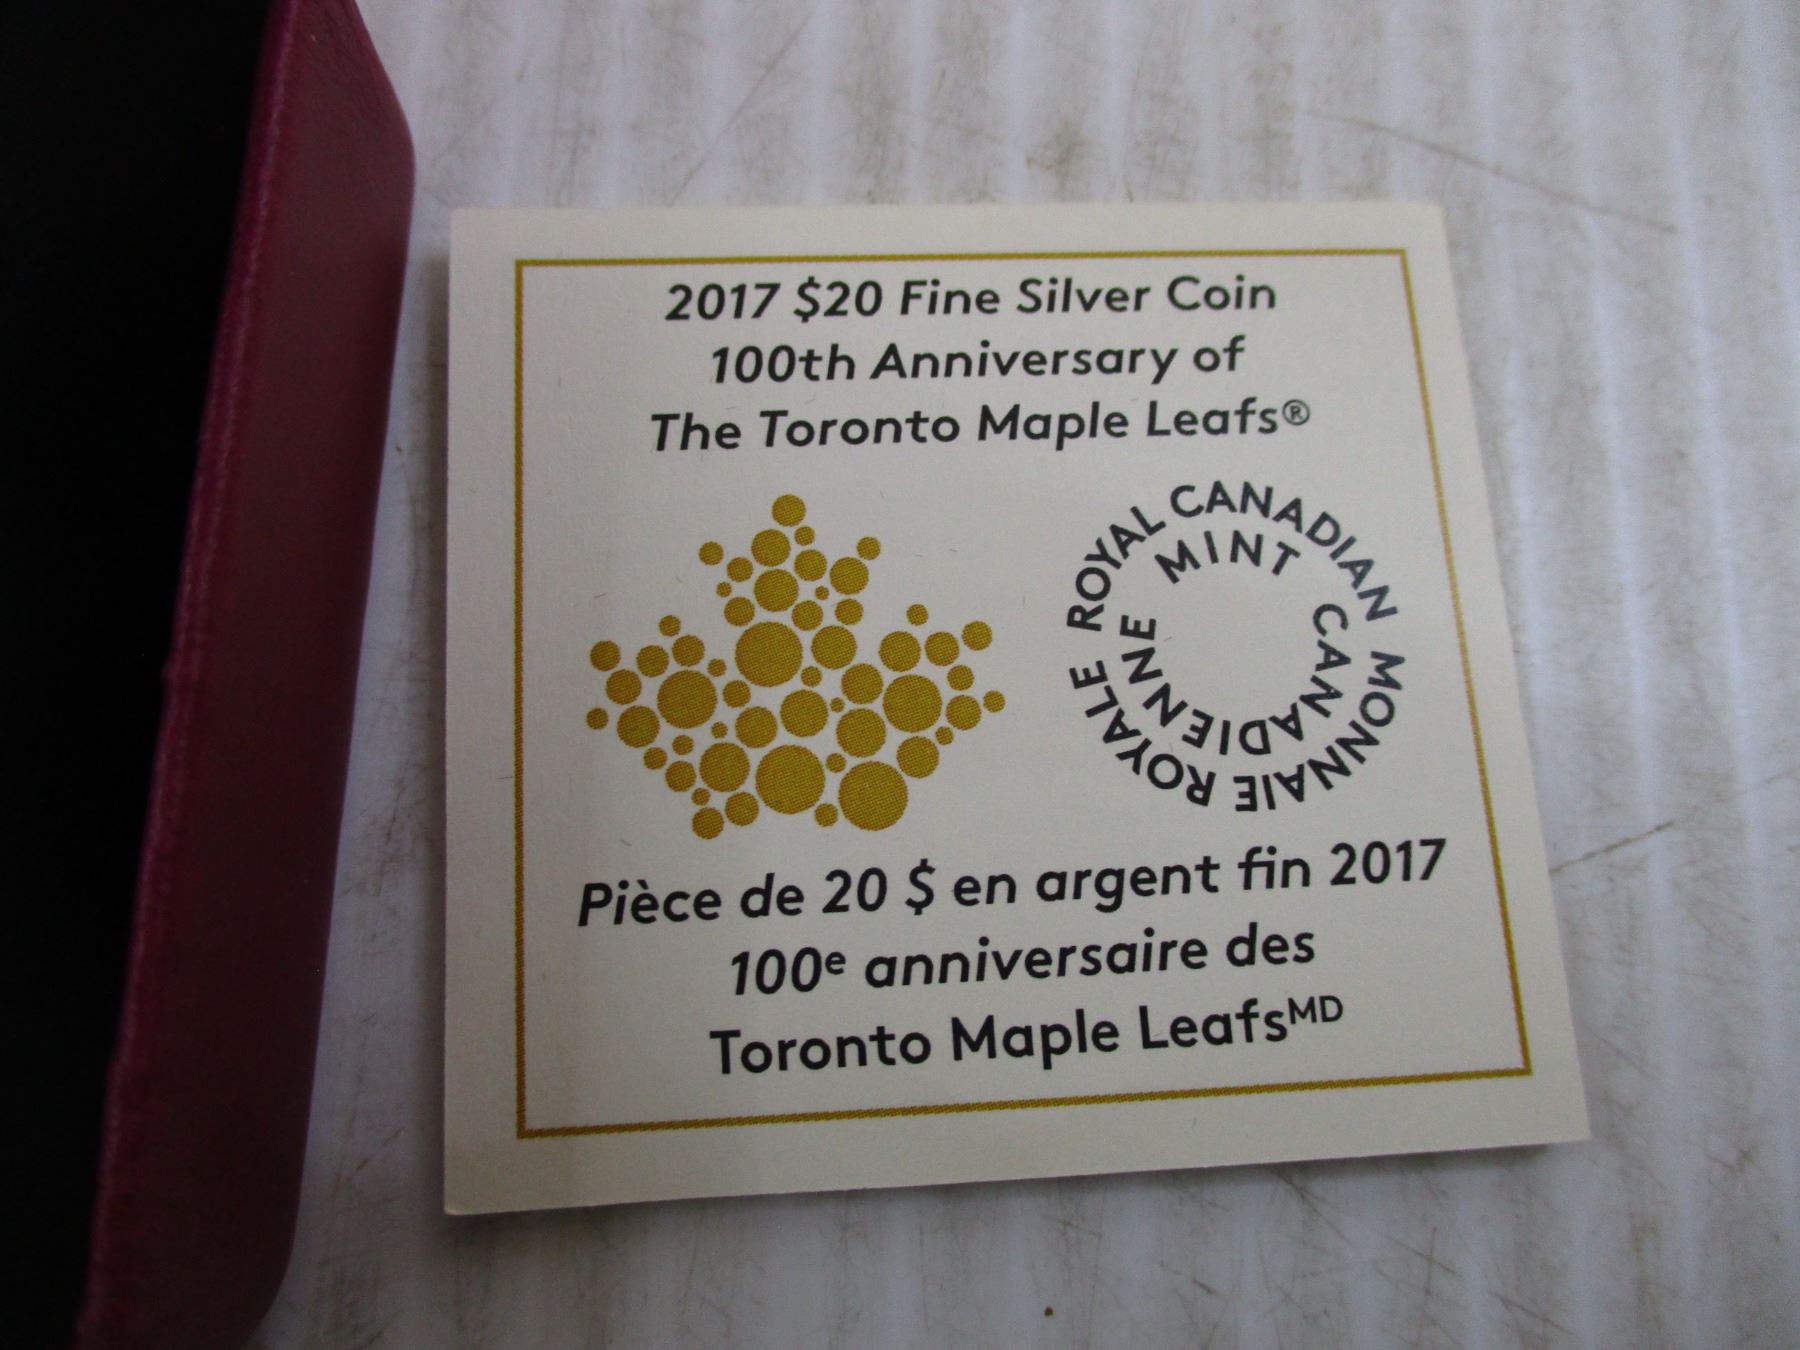 2017 $20 Fine Silver Coin
100th Anniversary of
The Toronto Maple Leafs®
ROYAL CANADIAN MINT
MONNAIE ROYALE CANADIENNE
Pièce de 20 $ en argent fin 2017
100e anniversaire des
Toronto Maple LeafsMD